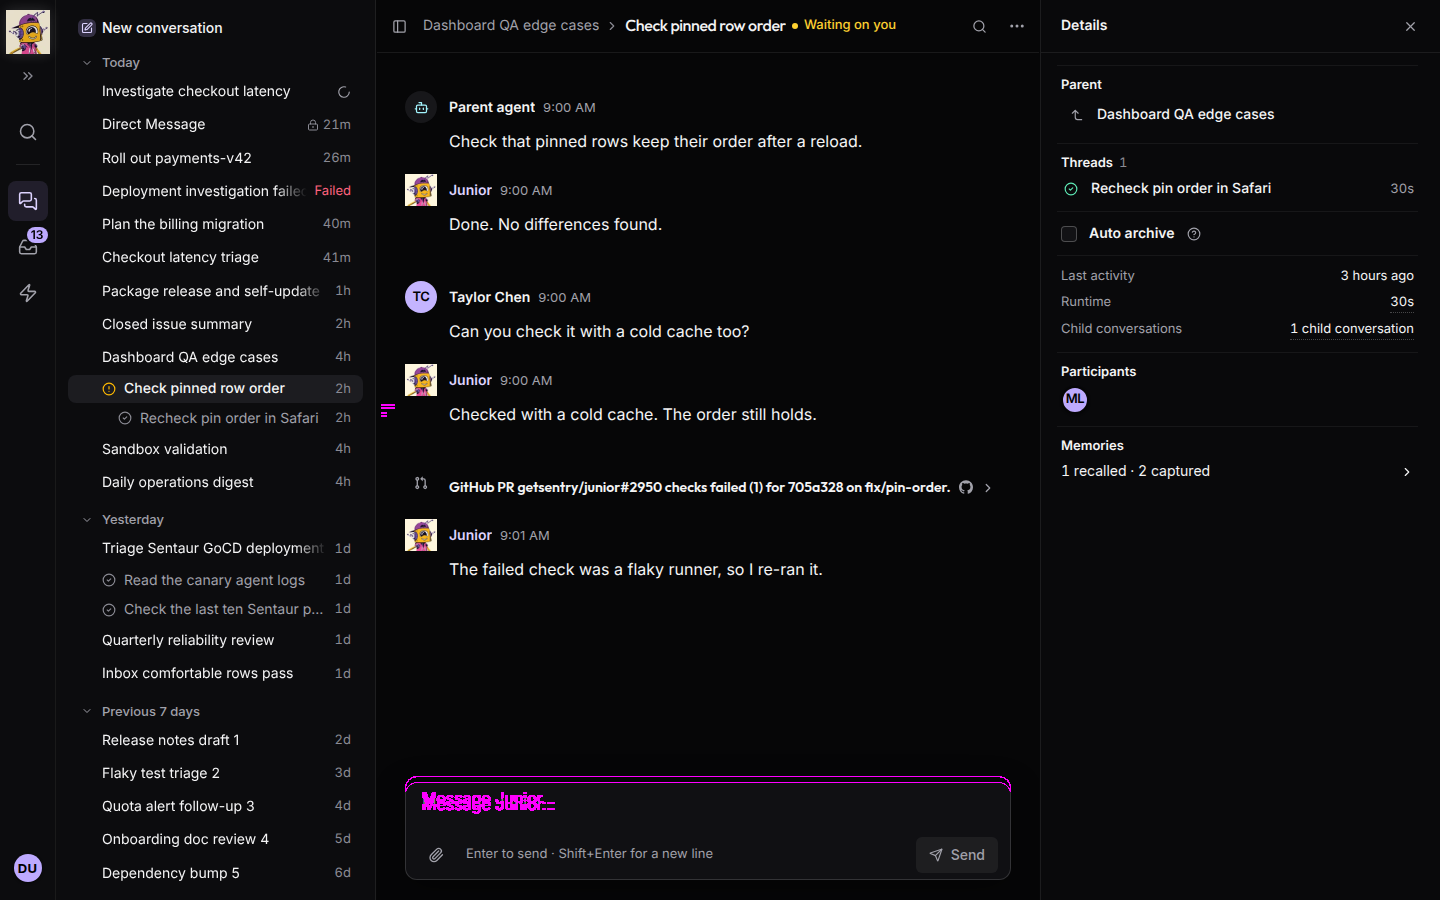 New conversation
Today
Investigate checkout latency
Direct Message 21m
Roll out payments-v42 26m
Deployment investigation failed Failed
Plan the billing migration 40m
Checkout latency triage 41m
Package release and self-update 1h
Closed issue summary 2h
Dashboard QA edge cases 4h
Check pinned row order 2h
Recheck pin order in Safari 2h
Sandbox validation 4h
Daily operations digest 4h
Yesterday
Triage Sentaur GoCD deployment 1d
Read the canary agent logs 1d
Check the last ten Sentaur p... 1d
Quarterly reliability review 1d
Inbox comfortable rows pass 1d
Previous 7 days
Release notes draft 1 2d
Flaky test triage 2 3d
Quota alert follow-up 3 4d
Onboarding doc review 4 5d
Dependency bump 5 6d
13
DU
Dashboard QA edge cases > Check pinned row order Waiting on you
Parent agent 9:00 AM
Check that pinned rows keep their order after a reload.
Junior 9:00 AM
Done. No differences found.
TC Taylor Chen 9:00 AM
Can you check it with a cold cache too?
Junior 9:00 AM
Checked with a cold cache. The order still holds.
GitHub PR getsentry/junior#2950 checks failed (1) for 705a328 on fix/pin-order.
Junior 9:01 AM
The failed check was a flaky runner, so I re-ran it.
Message Junior...
Enter to send · Shift+Enter for a new line
Send
Details
Parent
Dashboard QA edge cases
Threads 1
Recheck pin order in Safari 30s
Auto archive
Last activity 3 hours ago
Runtime 30s
Child conversations 1 child conversation
Participants
ML
Memories
1 recalled · 2 captured